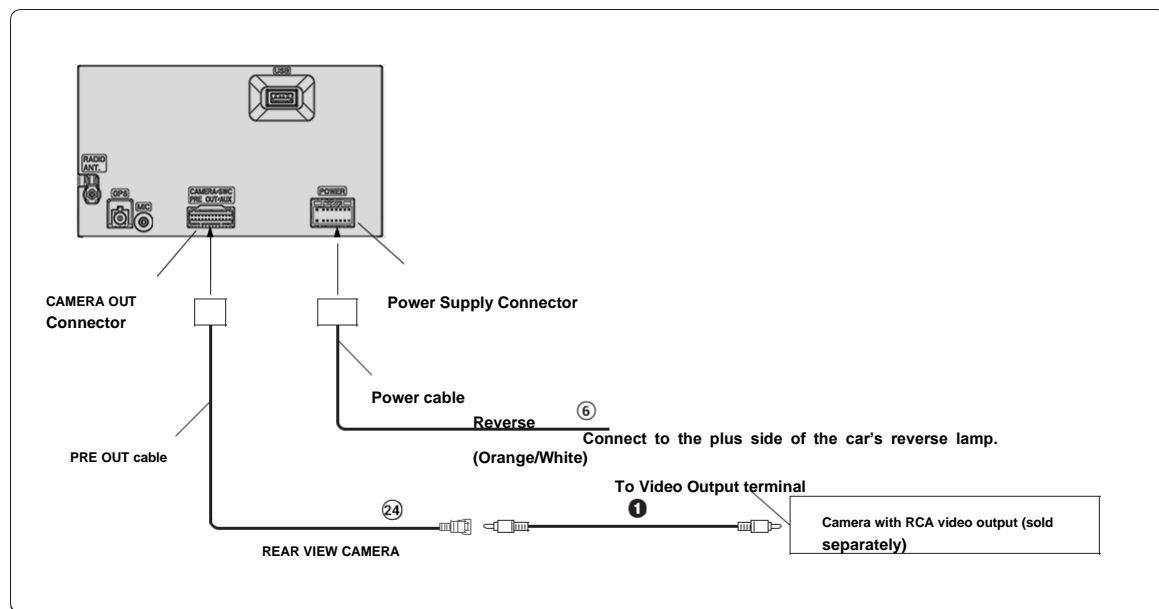 USB
RADIO
ANT.
GPS
MIC
CAMERA/SWC
PRE OUT/AUX
POWER
CAMERA OUT
Connector
Power Supply Connector
Power cable
Reverse
6
Connect to the plus side of the car's reverse lamp.
(Orange/White)
PRE OUT cable
To Video Output terminal
24
1
Camera with RCA video output (sold
separately)
REAR VIEW CAMERA